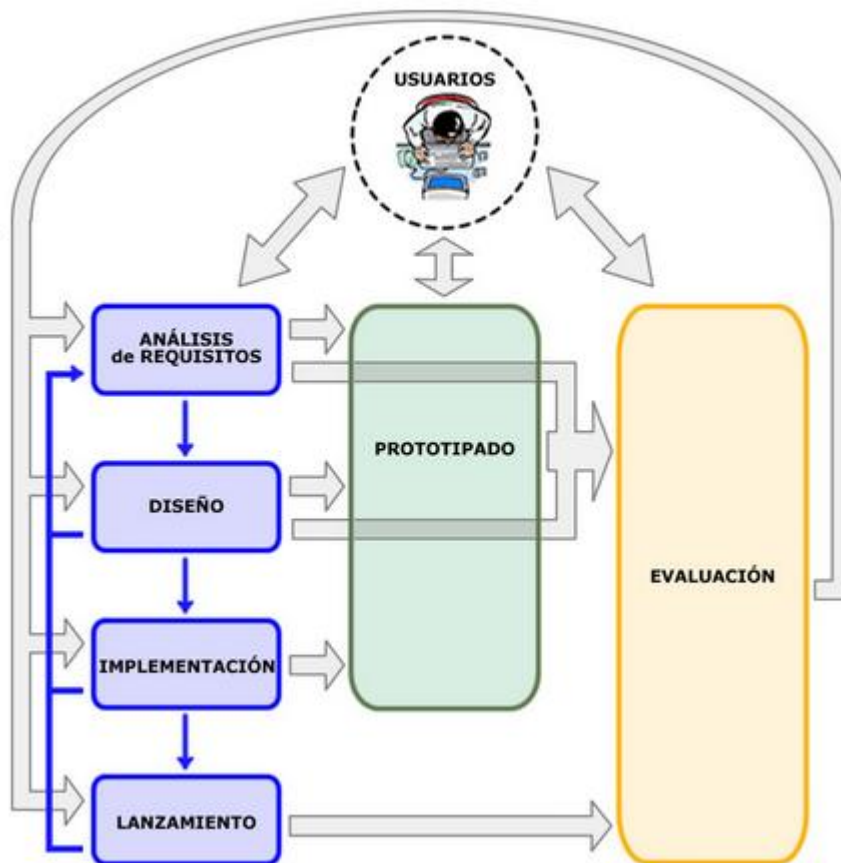 USUARIOS
ANÁLISIS
de REQUISITOS
PROTOTIPADO
DISEÑO
EVALUACIÓN
IMPLEMENTACIÓN
LANZAMIENTO